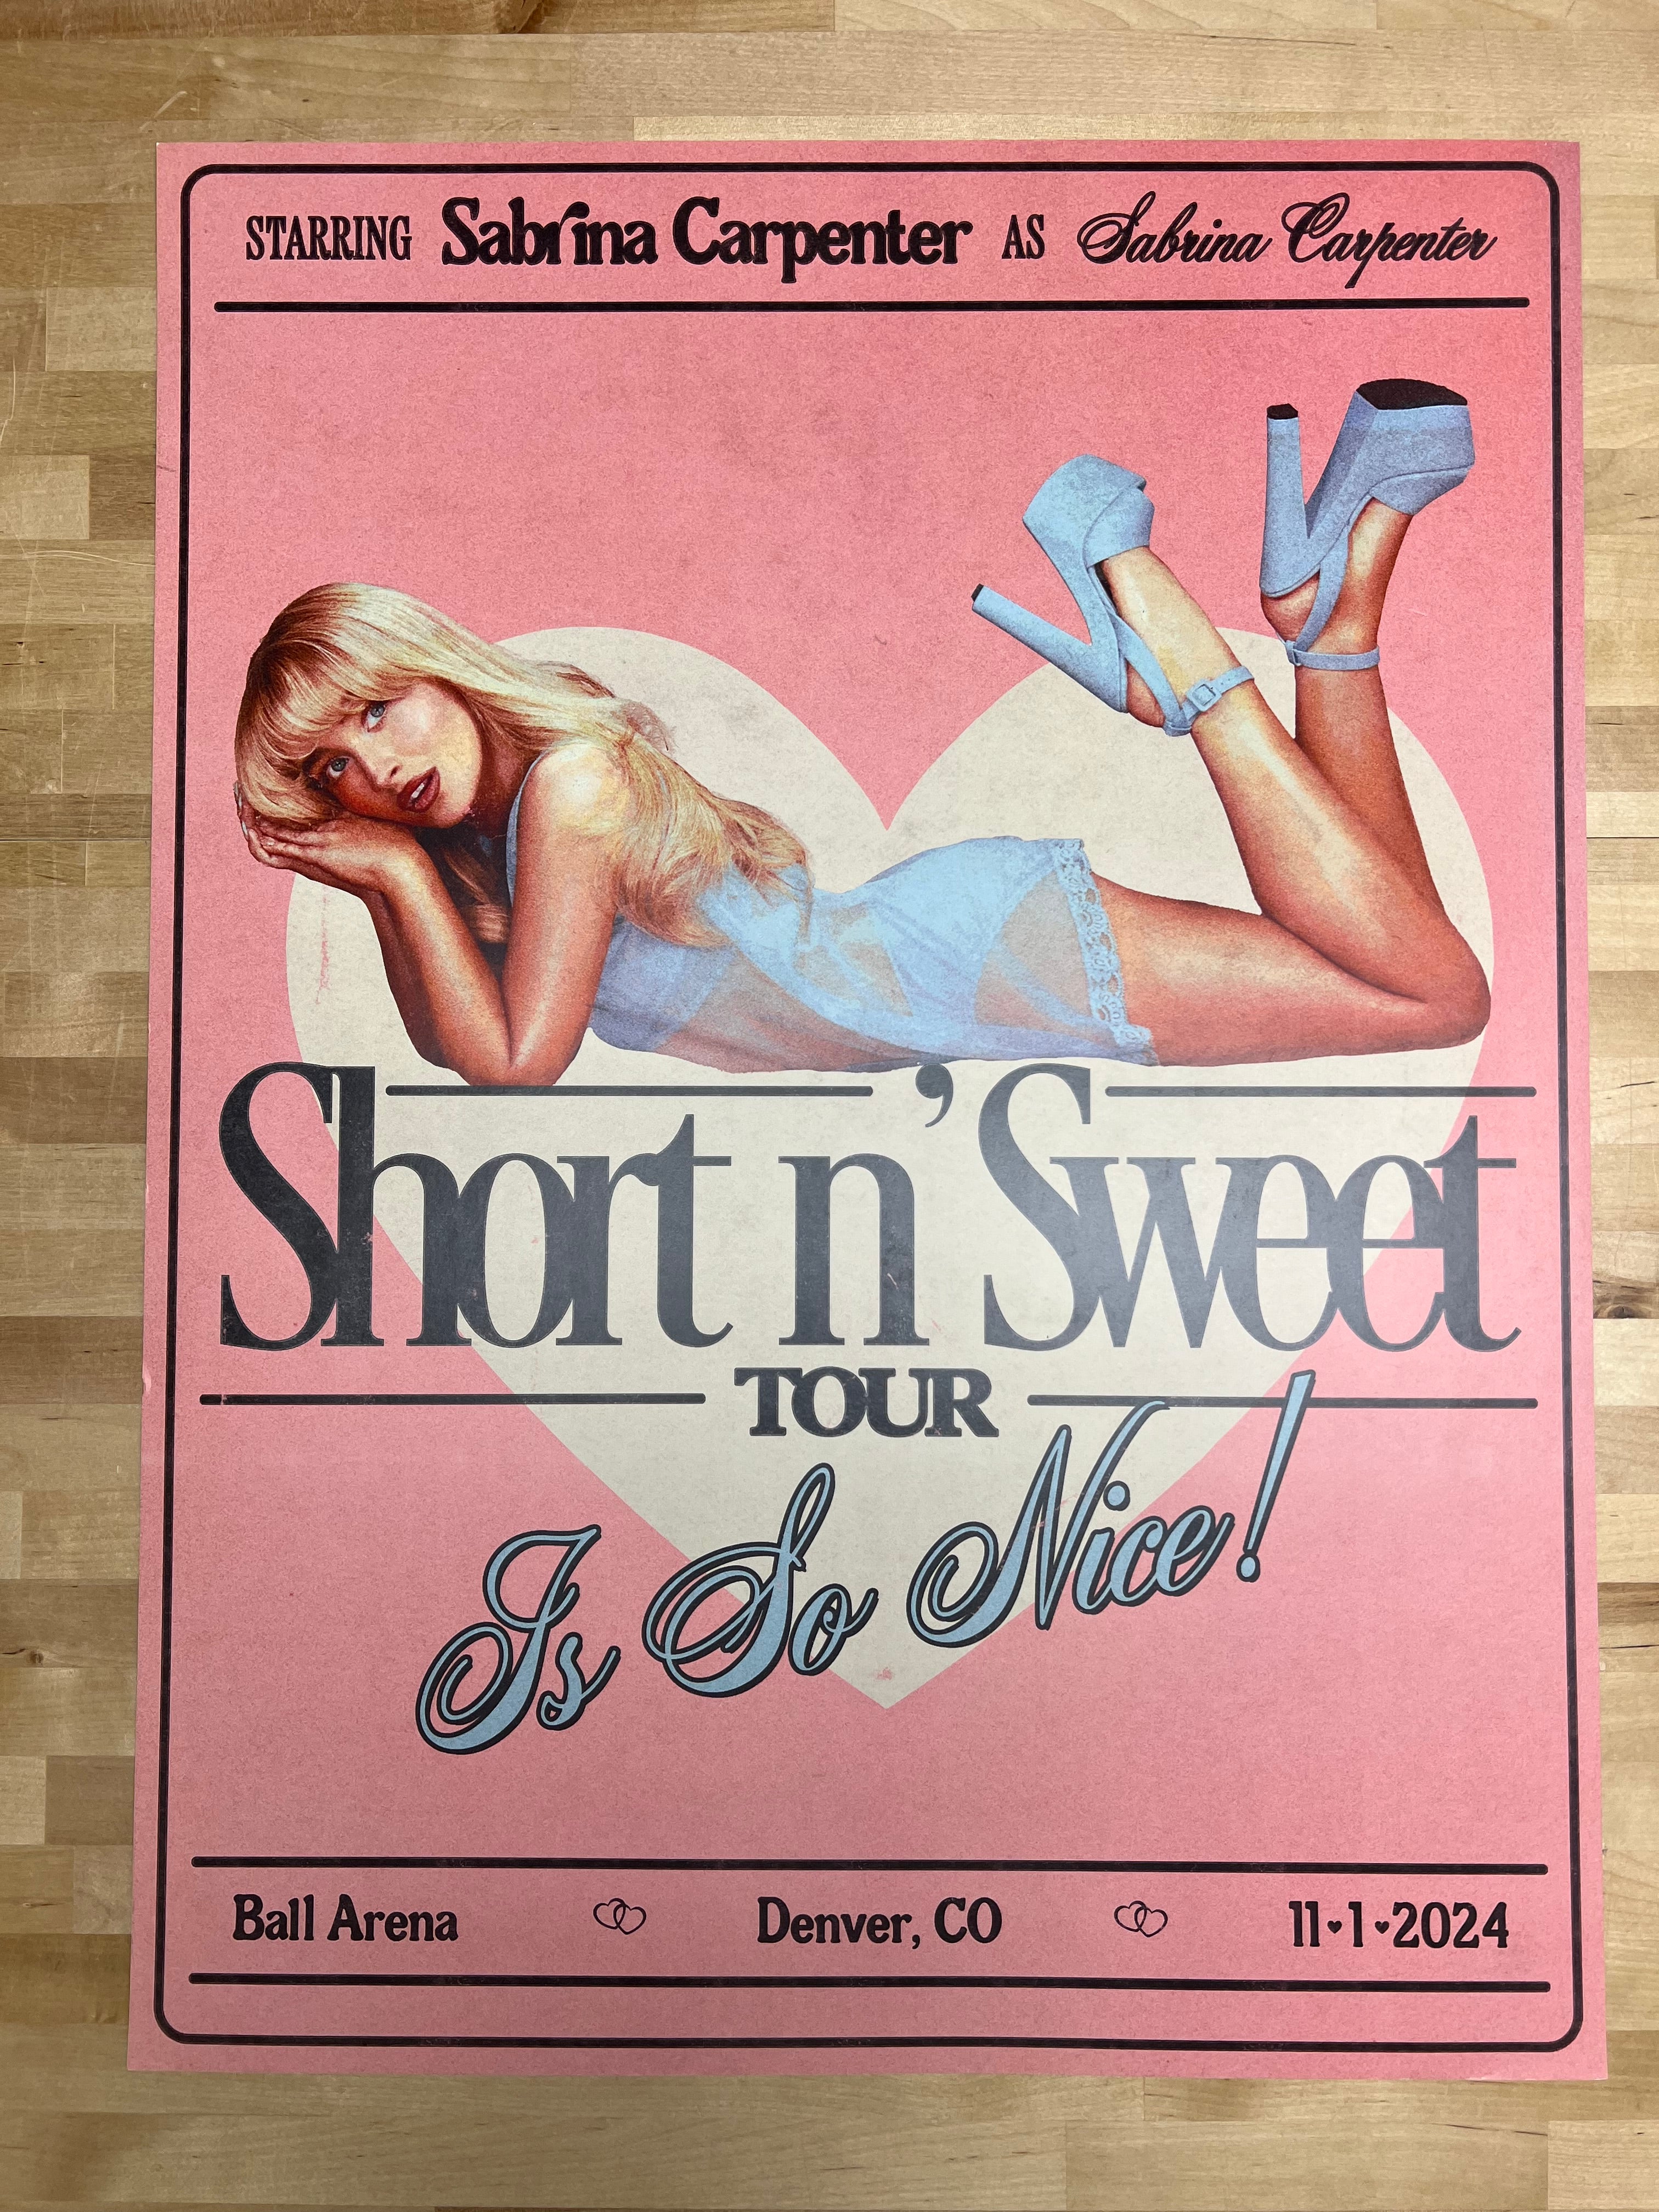 STARRING Sabrina Carpenter AS Sabrina Carpenter
Short n' Sweet
TOUR
Is So Nice!
Ball Arena Denver, CO 11♥1♥2024